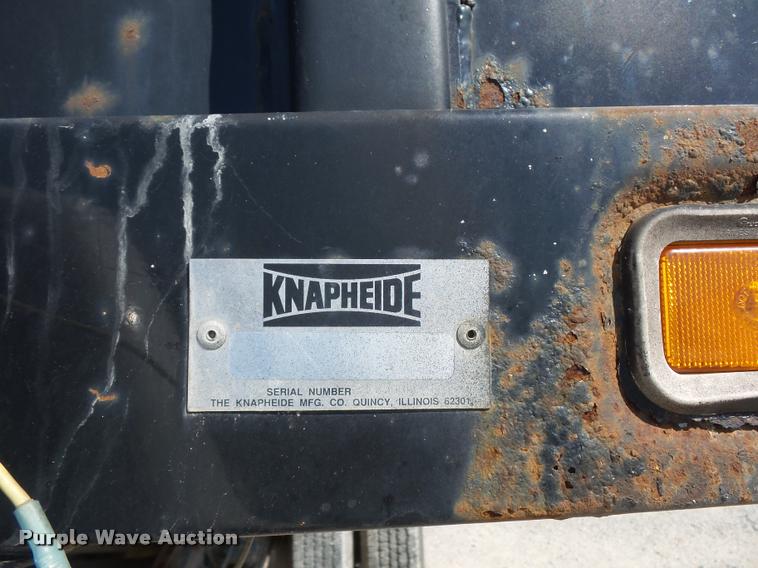 KNAPHEIDE
SERIAL NUMBER
THE KNAPHEIDE MFG. CO. QUINCY, ILLINOIS 62301
Purple Wave Auction